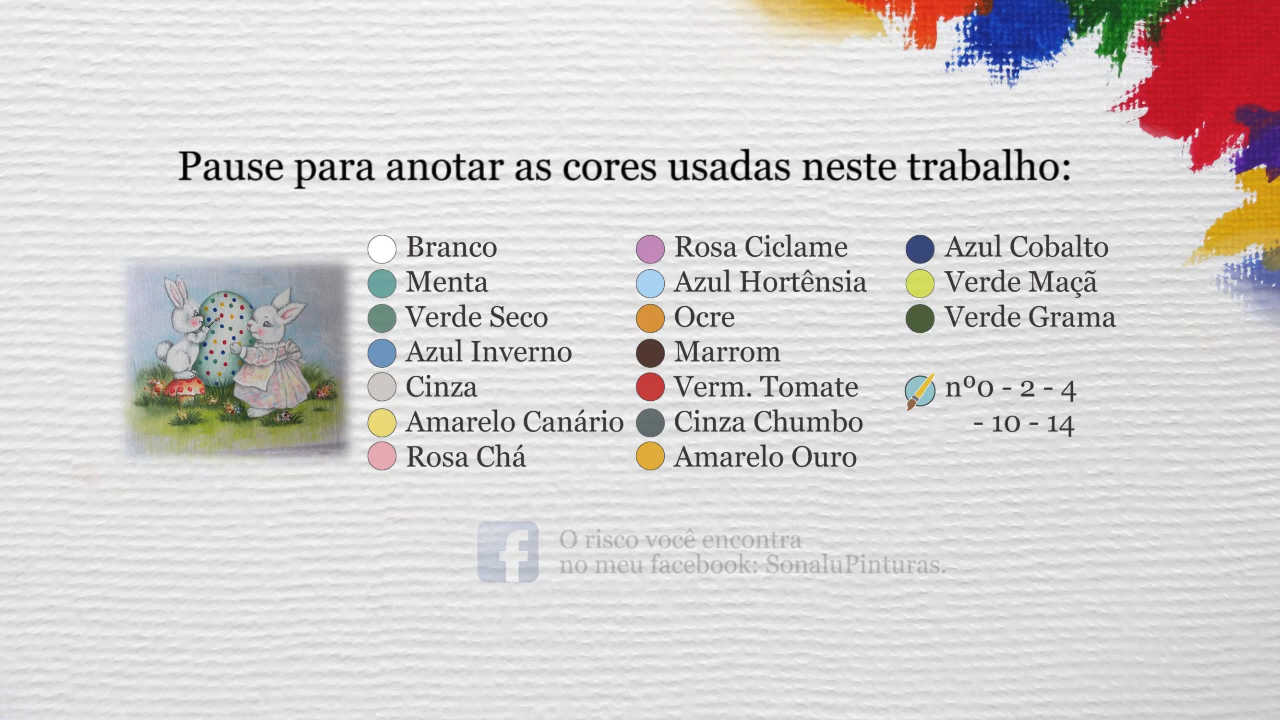 Pause para anotar as cores usadas neste trabalho:
Branco
Menta
Verde Seco
Azul Inverno
Cinza
Amarelo Canário
Rosa Chá
Rosa Ciclame
Azul Hortênsia
Ocre
Marrom
Verm. Tomate
Cinza Chumbo
Amarelo Ouro
Azul Cobalto
Verde Maçã
Verde Grama
nº0 - 2 - 4
- 10 - 14
O risco você encontra
no meu facebook: SonaluPinturas.